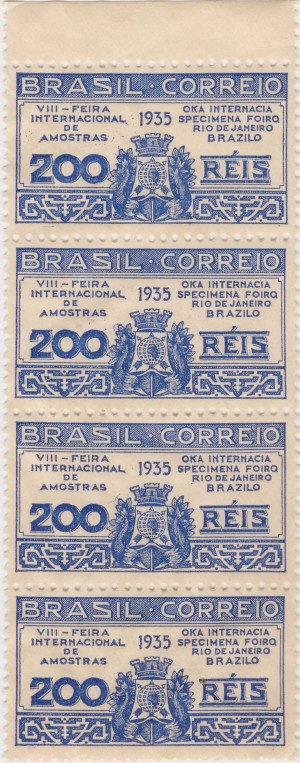 BRASIL · CORREIO
VIII – FEIRA INTERNACIONAL DE AMOSTRAS
1935
OKA INTERNACIA SPECIMENA FOIRO RIO DE JANEIRO BRAZILO
200 RÉIS
BRASIL · CORREIO
VIII – FEIRA INTERNACIONAL DE AMOSTRAS
1935
OKA INTERNACIA SPECIMENA FOIRO RIO DE JANEIRO BRAZILO
200 RÉIS
BRASIL · CORREIO
VIII – FEIRA INTERNACIONAL DE AMOSTRAS
1935
OKA INTERNACIA SPECIMENA FOIRO RIO DE JANEIRO BRAZILO
200 RÉIS
BRASIL · CORREIO
VIII – FEIRA INTERNACIONAL DE AMOSTRAS
1935
OKA INTERNACIA SPECIMENA FOIRO RIO DE JANEIRO BRAZILO
200 RÉIS